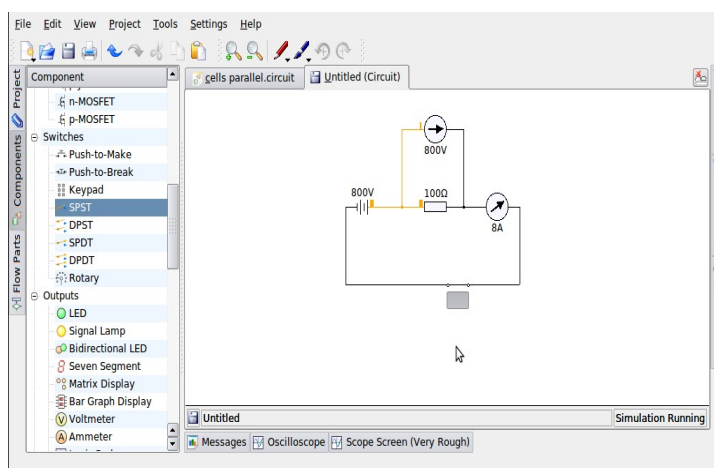 File Edit View Project Tools Settings Help
Project
Components
Flow Parts
Component
n-MOSFET
p-MOSFET
Switches
Push-to-Make
Push-to-Break
Keypad
SPST
DPST
SPDT
DPDT
Rotary
Outputs
LED
Signal Lamp
Bidirectional LED
Seven Segment
Matrix Display
Bar Graph Display
V Voltmeter
A Ammeter
cells parallel.circuit Untitled (Circuit)
800V
800V 100Ω
8A
Untitled Simulation Running
Messages Oscilloscope Scope Screen (Very Rough)